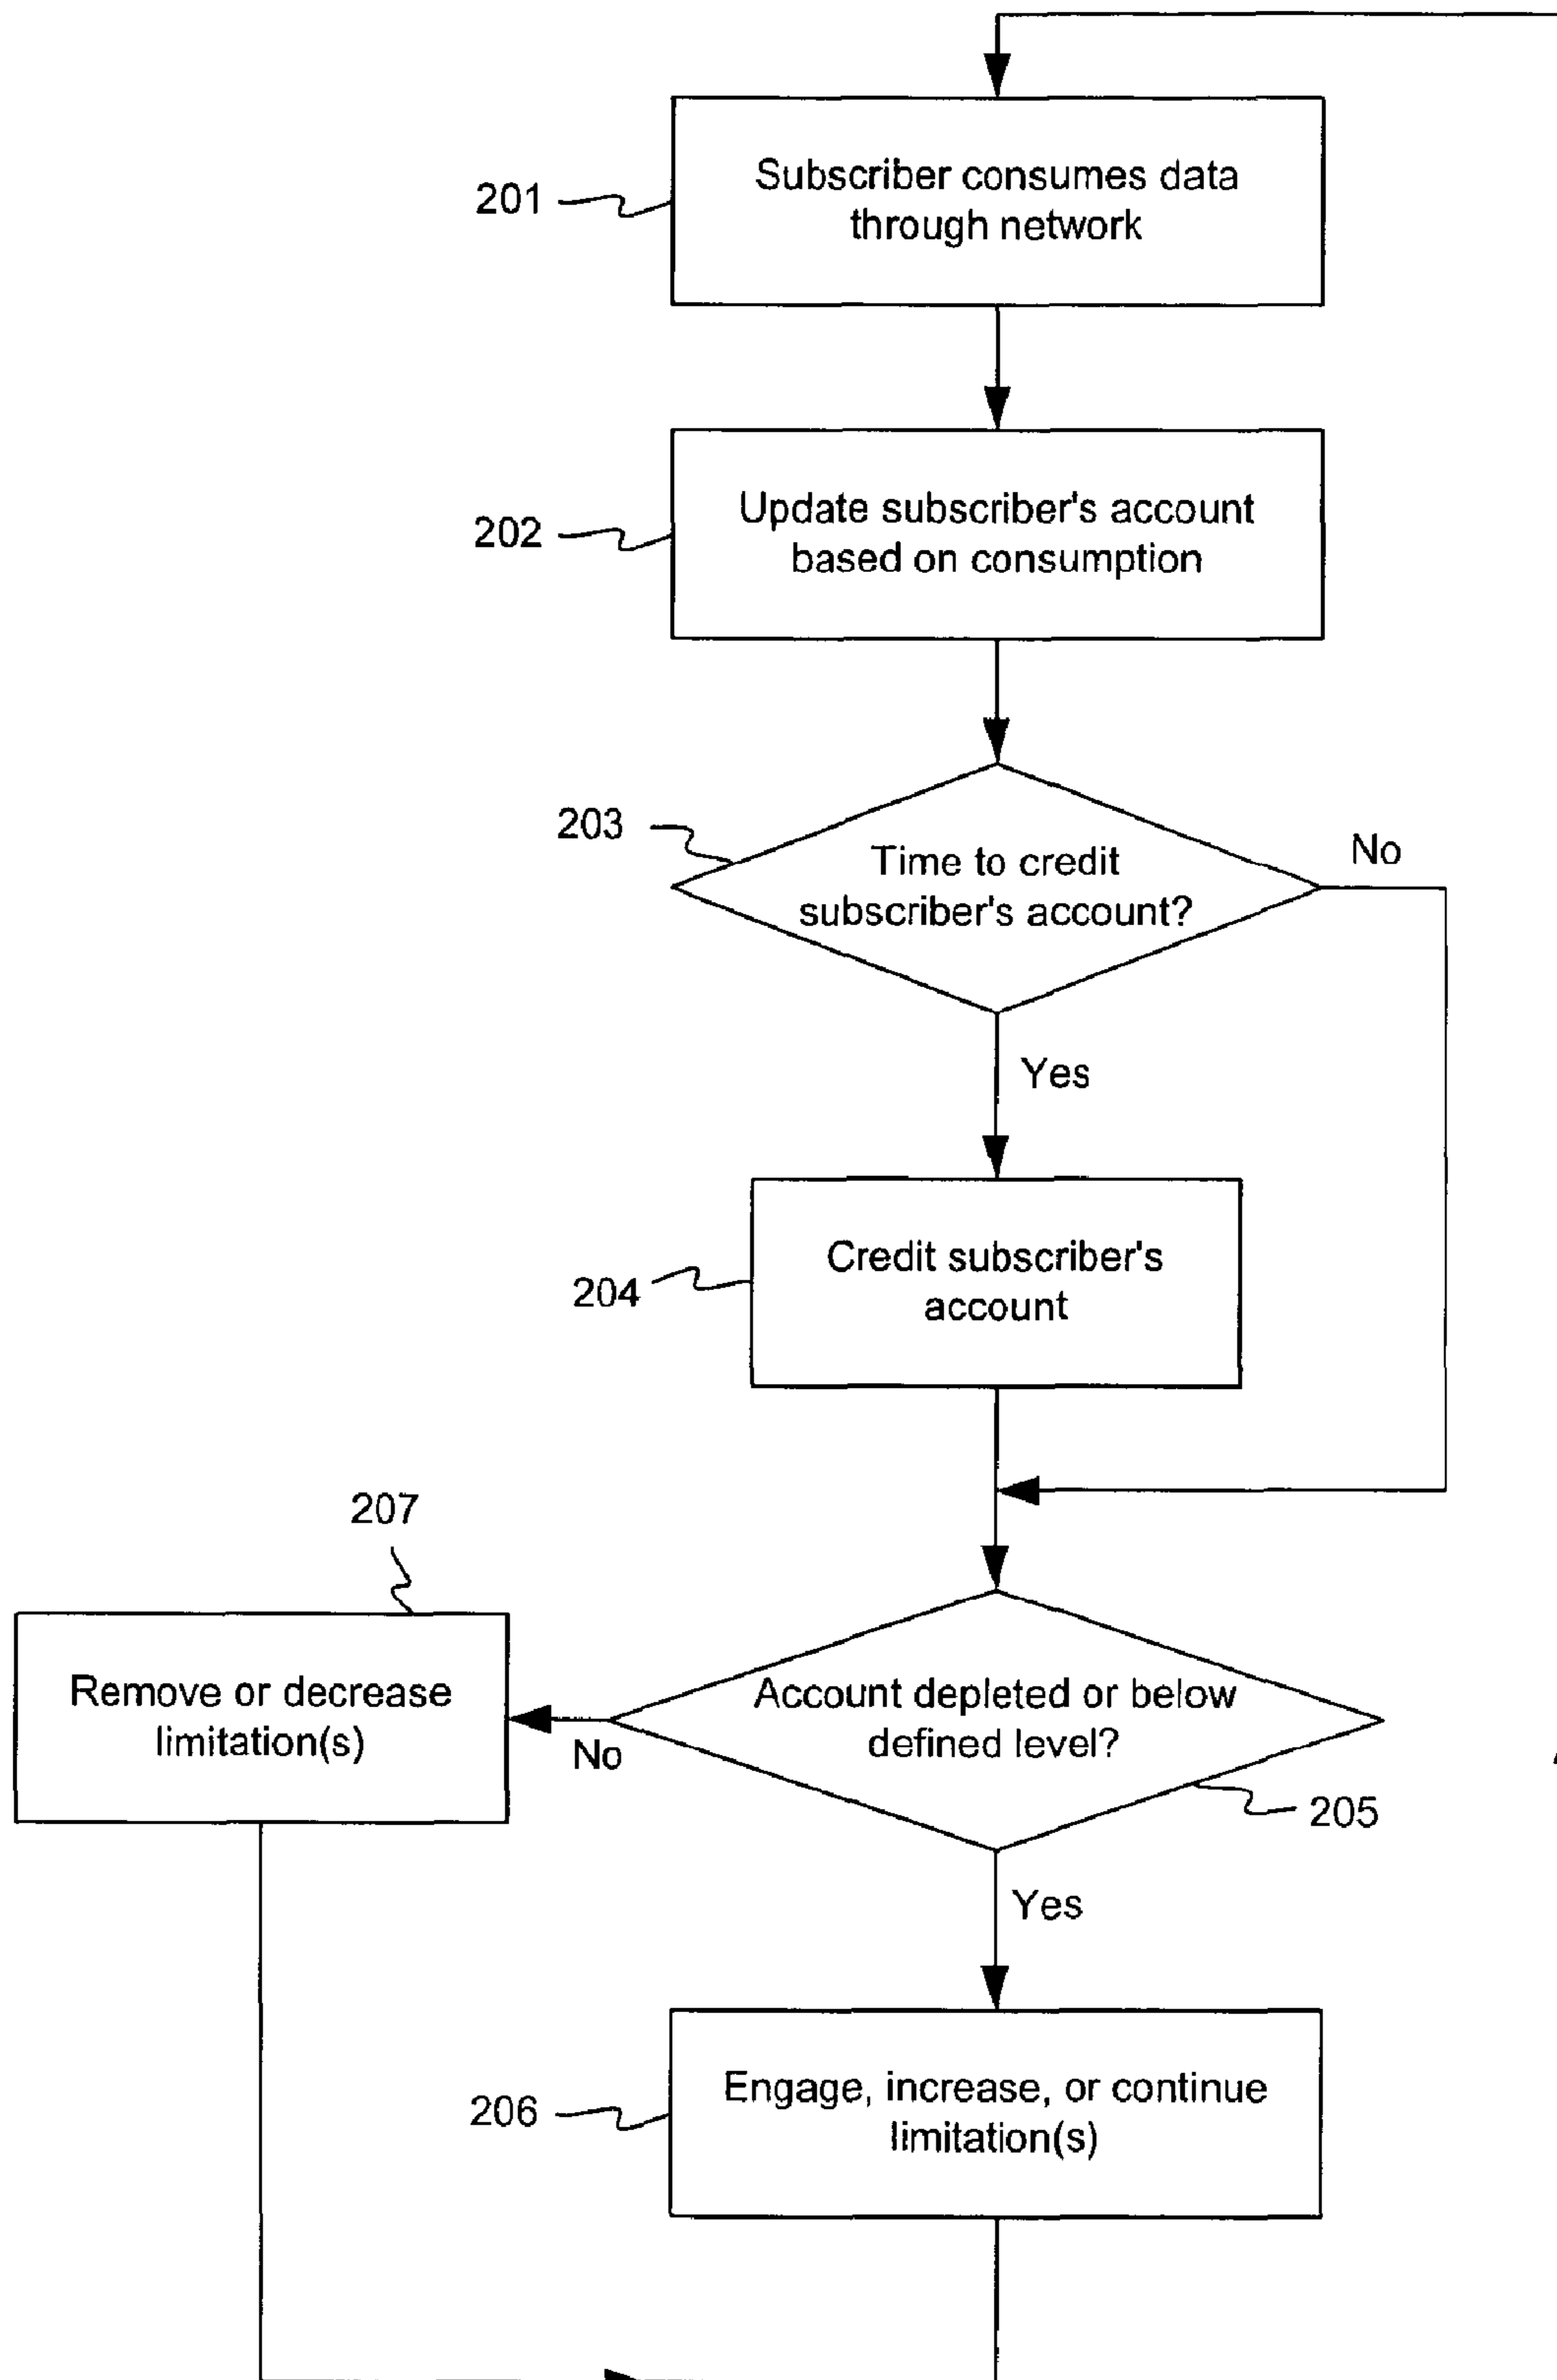 201
Subscriber consumes data
through network
202
Update subscriber's account
based on consumption
203
Time to credit
subscriber's account?
No
Yes
204
Credit subscriber's
account
207
Remove or decrease
limitation(s)
No
Account depleted or below
defined level?
205
Yes
206
Engage, increase, or continue
limitation(s)